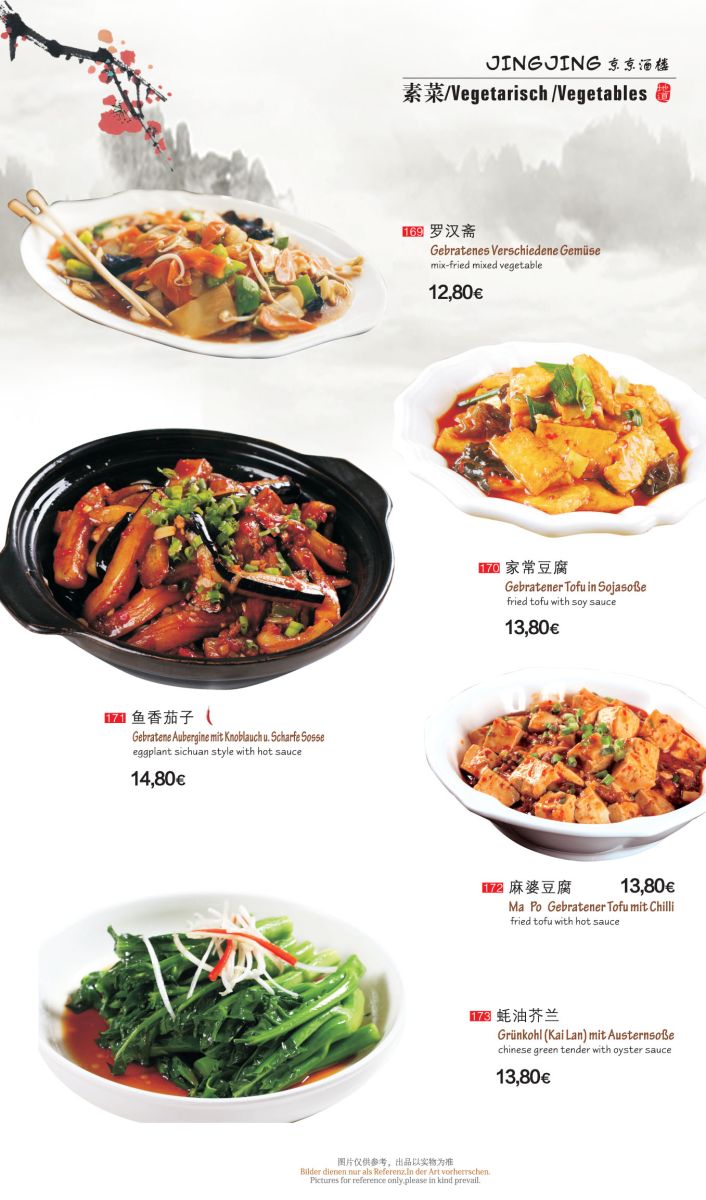 JINGJING 京京酒楼
素菜/Vegetarisch /Vegetables 地道
169 罗汉斋
Gebratenes Verschiedene Gemüse
mix-fried mixed vegetable
12,80€
170 家常豆腐
Gebratener Tofu in Sojasoße
fried tofu with soy sauce
13,80€
171 鱼香茄子
Gebratene Aubergine mit Knoblauch u. Scharfe Sosse
eggplant sichuan style with hot sauce
14,80€
172 麻婆豆腐 13,80€
Ma Po Gebratener Tofu mit Chilli
fried tofu with hot sauce
173 蚝油芥兰
Grünkohl (Kai Lan) mit Austernsoße
chinese green tender with oyster sauce
13,80€
图片仅供参考，出品以实物为准
Bilder dienen nur als Referenz.In der Art vorherrschen.
Pictures for reference only,please in kind prevail.